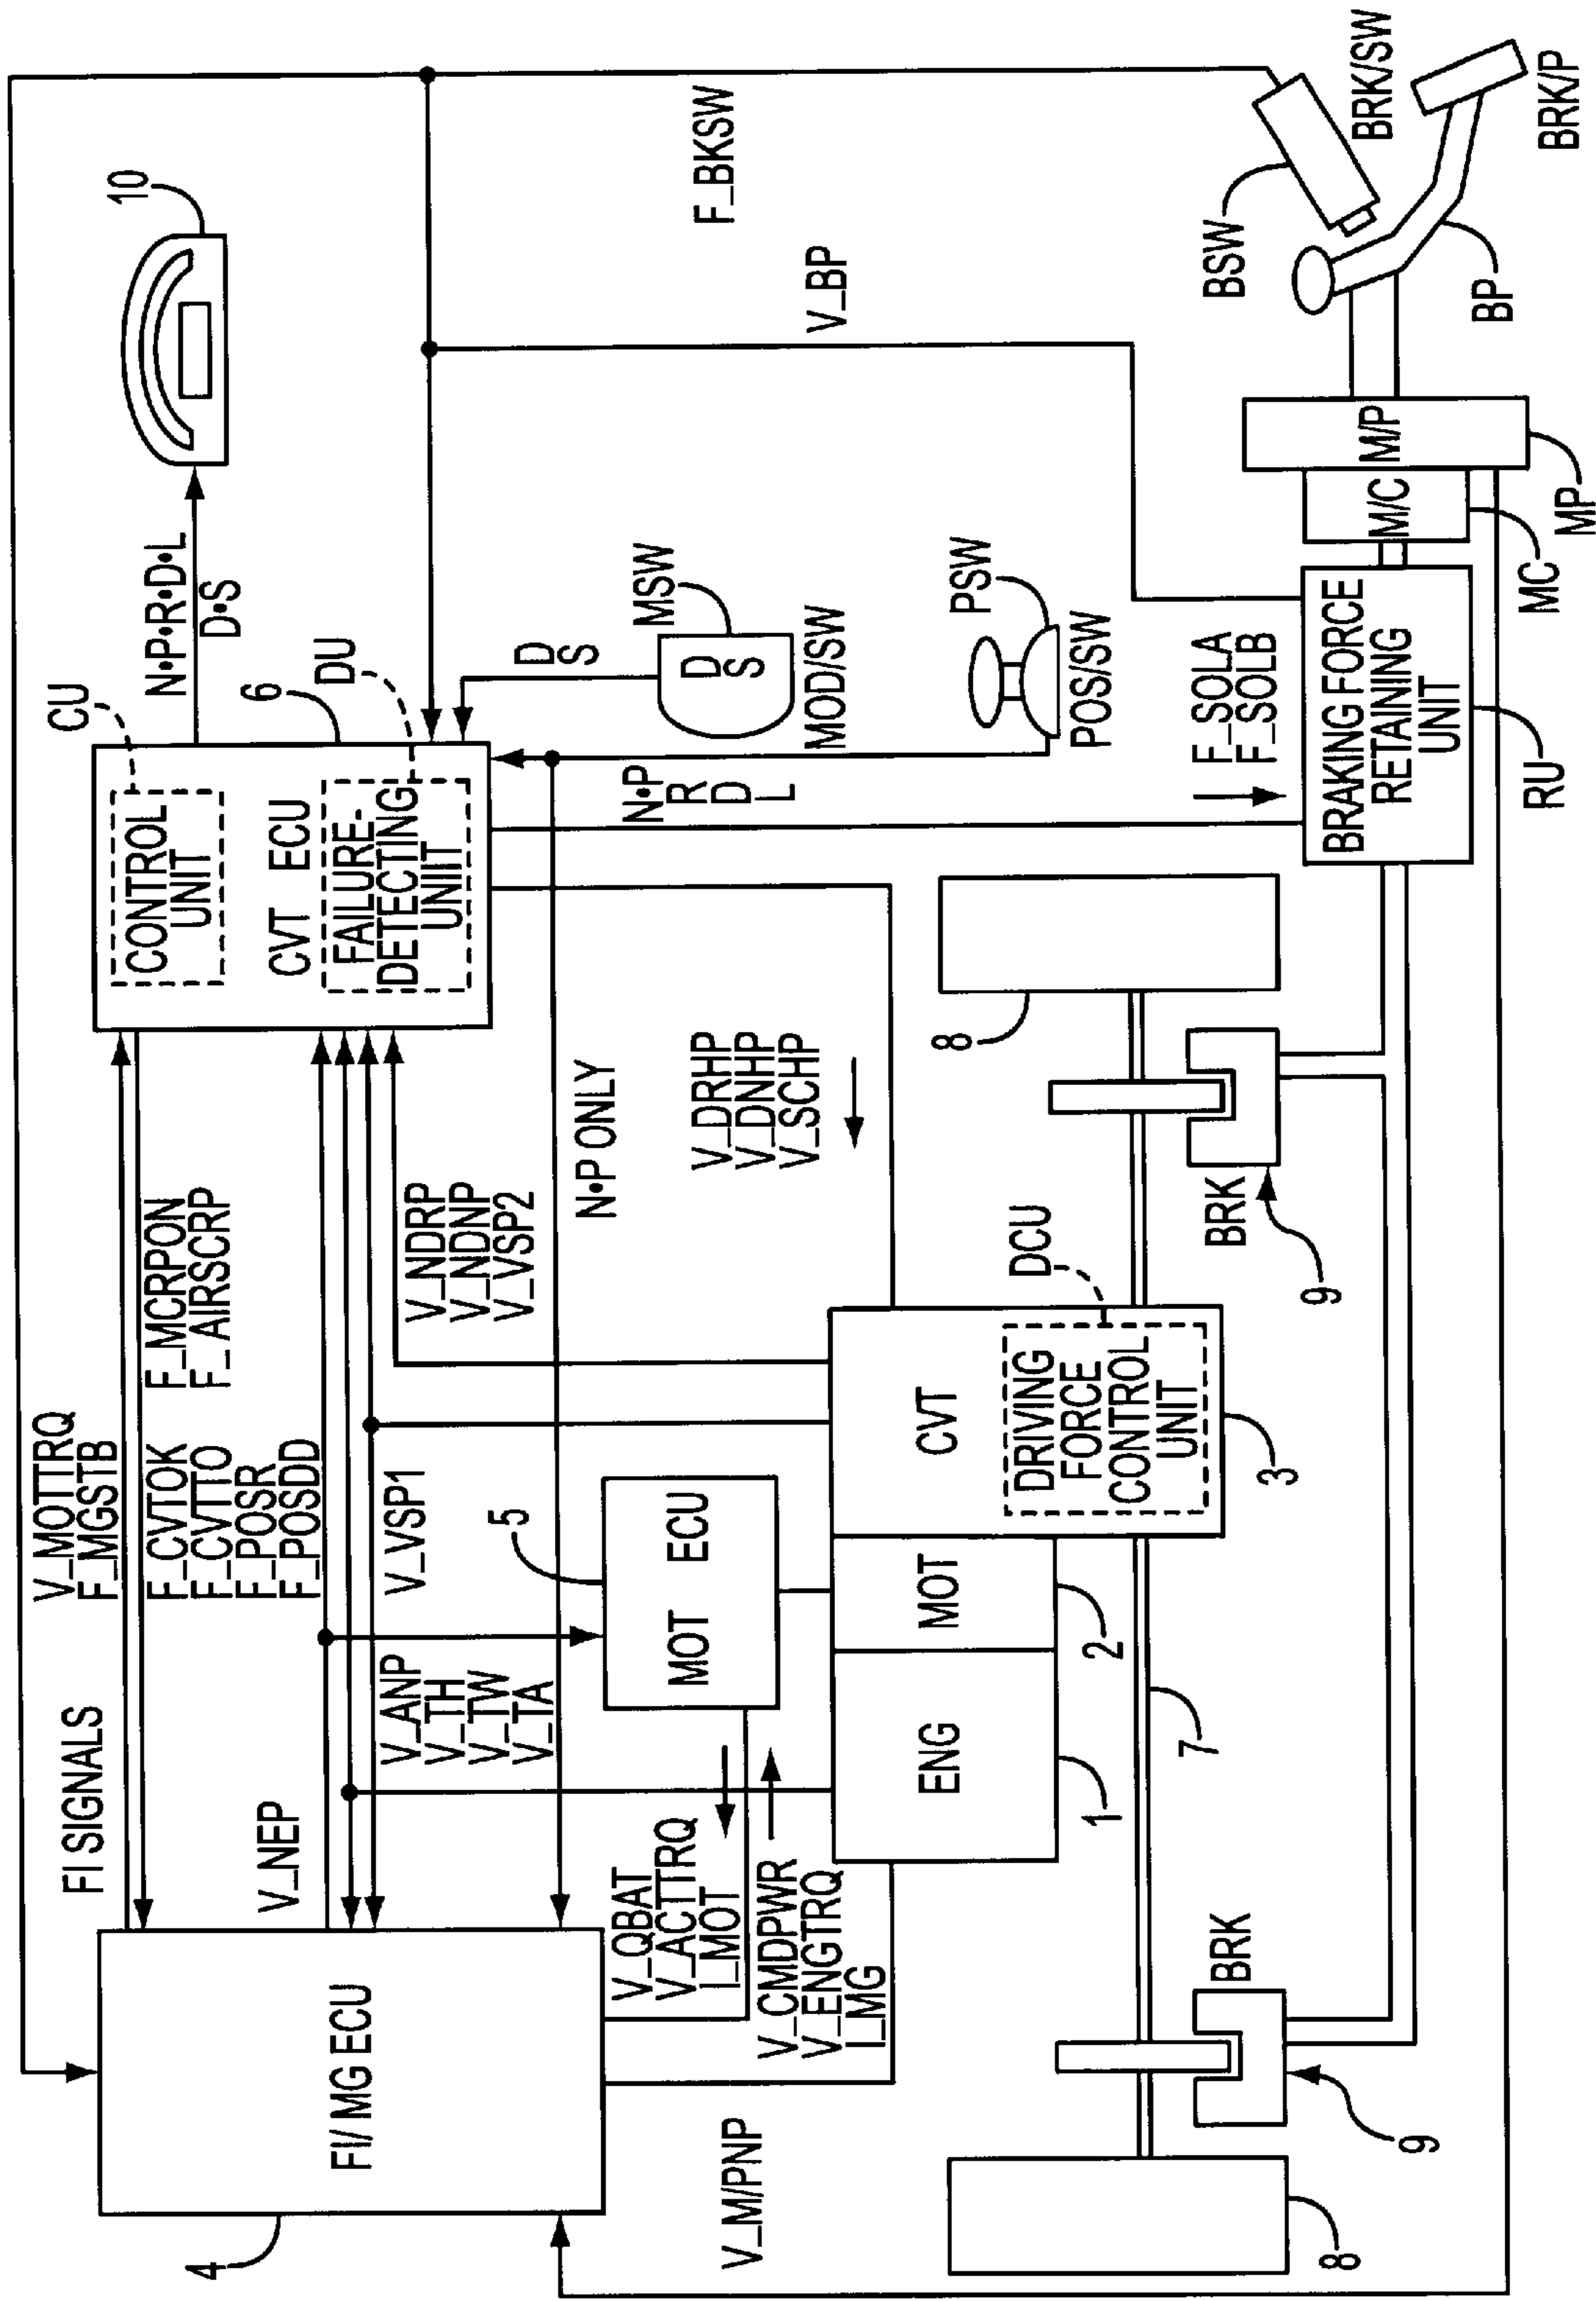 FI/ MG ECU
4
FI SIGNALS
V_MOTTRQ
F_MGSTB
F_MCRPON
F_AIRSCRP
F_CVTOK
F_CVTTO
F_POSR
F_POSDD
V_NEP
V_VSP1
V_ANP
V_TH
V_TW
V_TA
V_NDRP
V_NDNP
V_VSP2
N•P ONLY
CONTROL
UNIT
CU
CVT ECU
6
FAILURE-
DETECTING
UNIIT
DU
N•P•R•D•L
D•S
10
F_BKSW
V_BP
D
S
D
S
MSW
MOD/SW
N•P
R
D
L
PSW
POS/SW
MOT ECU
5
V_QBAT
V_ACTTRQ
I_MOT
V_CMDPWR
V_ENGTRQ
I_MG
V_M/PNP
ENG
1
MOT
2
CVT
DRIVING
FORCE
CONTROL
UNIT
DCU
3
V_DRHP
V_DNHP
V_SCHP
7
8
8
BRK
9
BRK
9
F_SOLA
F_SOLB
BRAKING FORCE
RETAINING
UNIT
RU
M/C
MC
M/P
MP
BSW
BRK/SW
BP
BRK/P